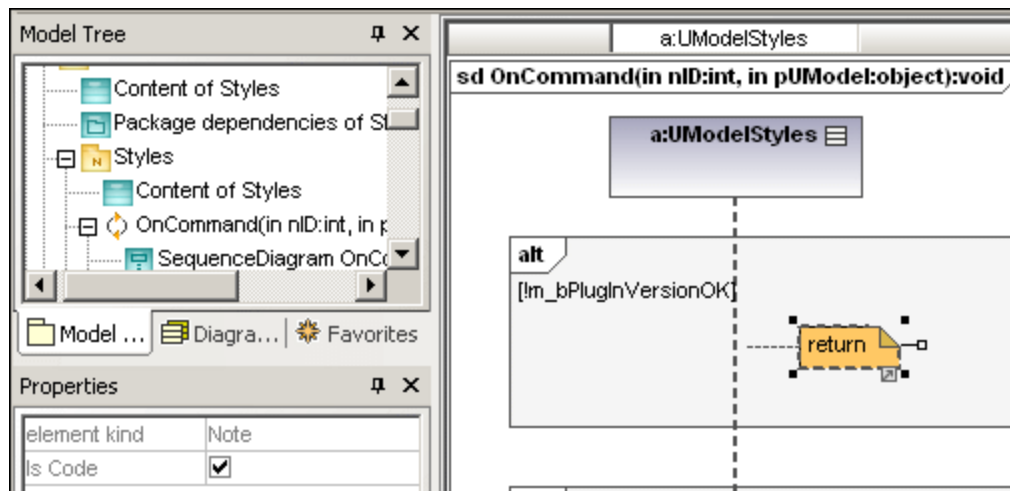 Model Tree
Content of Styles
Package dependencies of St
Styles
Content of Styles
OnCommand(in nID:int, in p
SequenceDiagram OnCo
Model ...
Diagra...
Favorites
Properties
element kind
Note
Is Code
a:UModelStyles
sd OnCommand(in nID:int, in pUModel:object):void
a:UModelStyles
alt
[!m_bPlugInVersionOK]
return